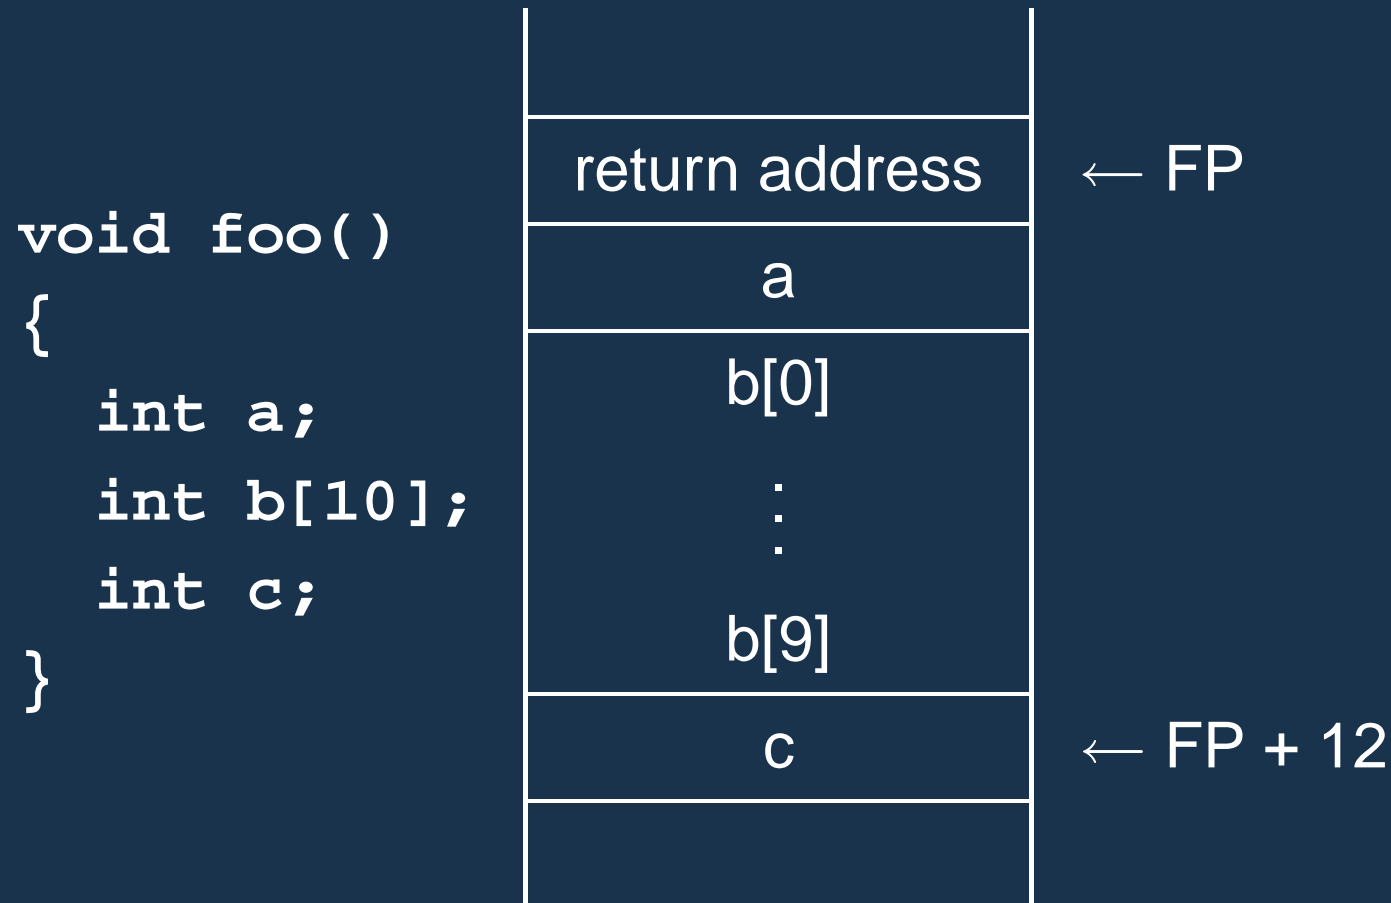 void foo()
{
int a;
int b[10];
int c;
}
return address
← FP
a
b[0]
.
.
.
b[9]
c
← FP + 12